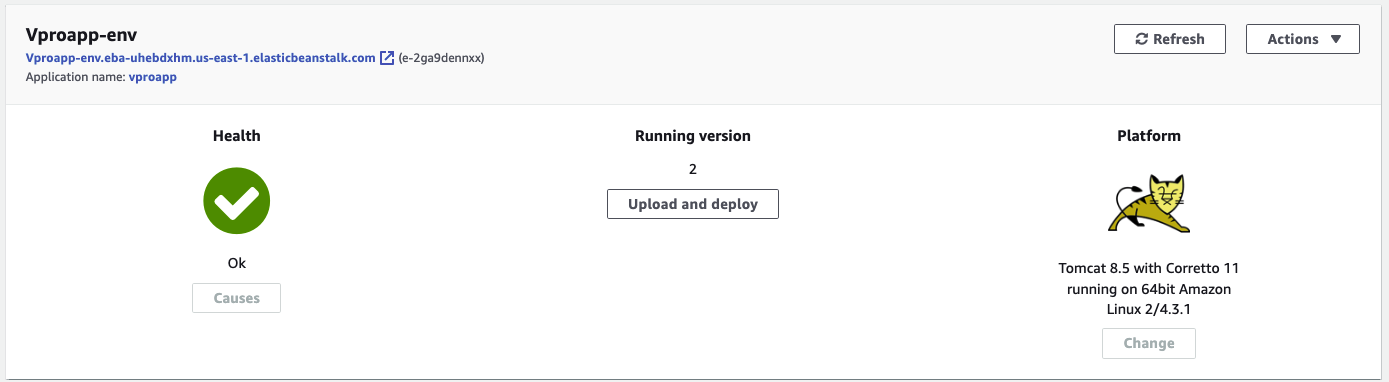 Vproapp-env
Vproapp-env.eba-uhebdxhm.us-east-1.elasticbeanstalk.com (e-2ga9dennxx)
Application name: vproapp
Refresh
Actions
Health
Ok
Causes
Running version
2
Upload and deploy
Platform
Tomcat 8.5 with Corretto 11
running on 64bit Amazon
Linux 2/4.3.1
Change